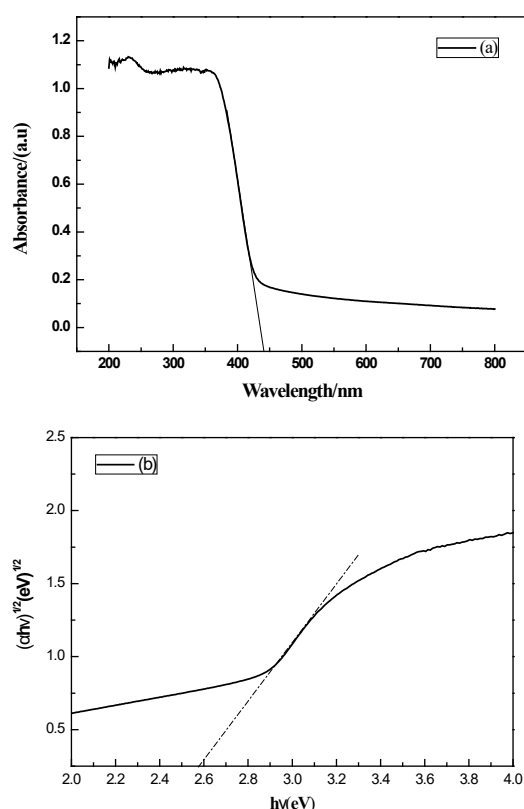 (a)
1.2
1.0
0.8
0.6
0.4
0.2
0.0
Absorbance/(a.u)
200 300 400 500 600 700 800
Wavelength/nm
(b)
2.5
2.0
1.5
1.0
0.5
(αhν)^1/2(eV)^1/2
2.0 2.2 2.4 2.6 2.8 3.0 3.2 3.4 3.6 3.8 4.0
hν(eV)